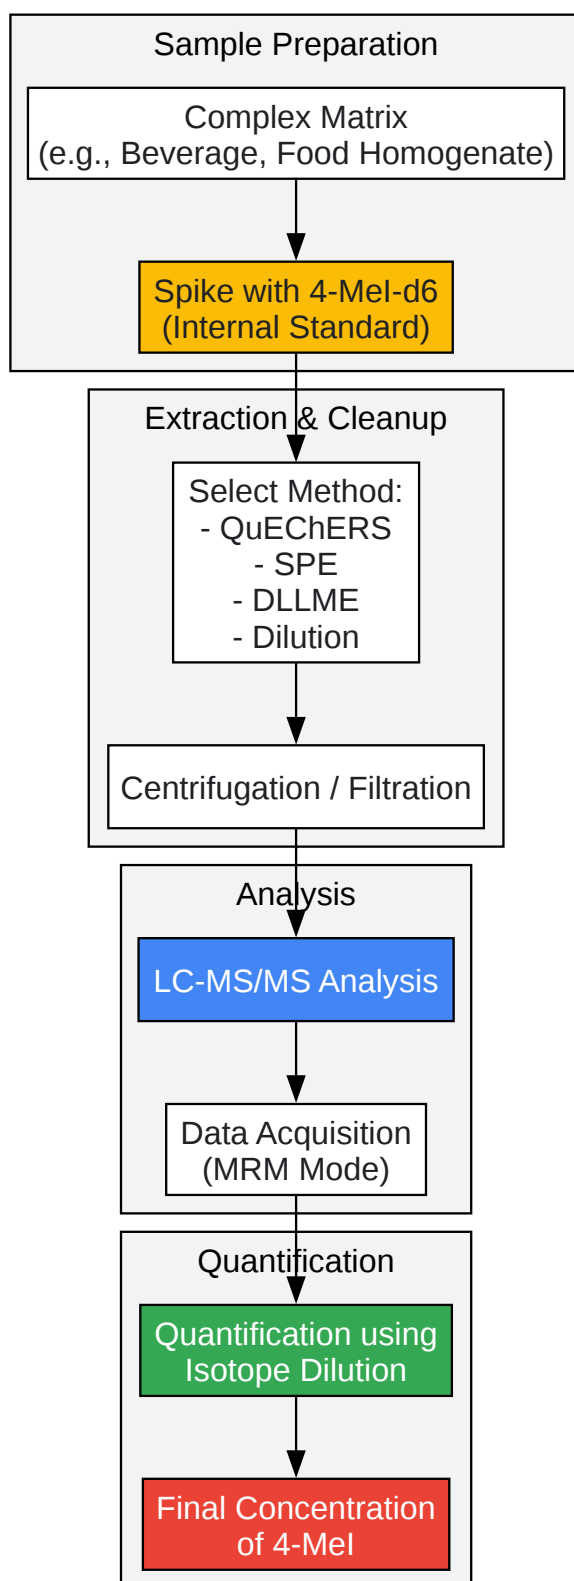 Sample Preparation
Complex Matrix
(e.g., Beverage, Food Homogenate)
Spike with 4-MeI-d6
(Internal Standard)
Extraction & Cleanup
Select Method:
- QuEChERS
- SPE
- DLLME
- Dilution
Centrifugation / Filtration
Analysis
LC-MS/MS Analysis
Data Acquisition
(MRM Mode)
Quantification
Quantification using
Isotope Dilution
Final Concentration
of 4-MeI